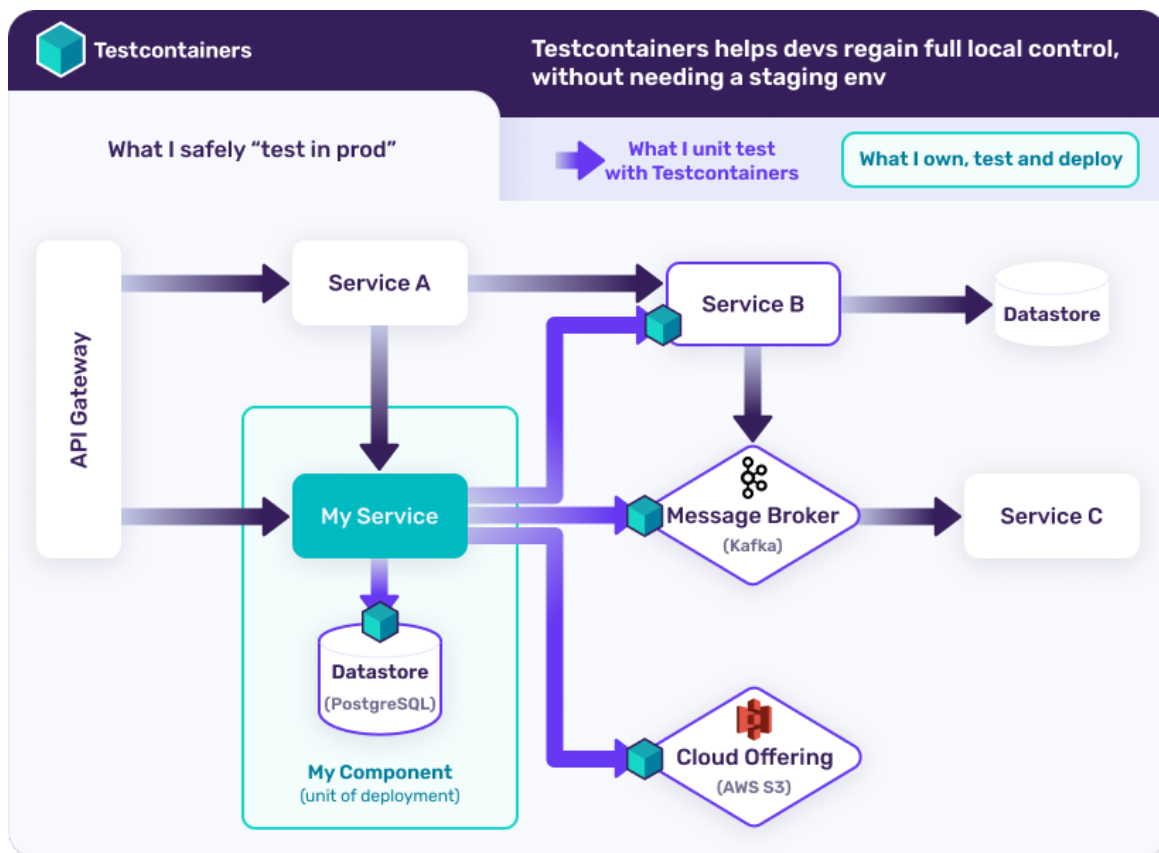 Testcontainers
Testcontainers helps devs regain full local control,
without needing a staging env
What I safely “test in prod”
What I unit test
with Testcontainers
What I own, test and deploy
API Gateway
Service A
Service B
Datastore
My Service
Message Broker
(Kafka)
Service C
Datastore
(PostgreSQL)
Cloud Offering
(AWS S3)
My Component
(unit of deployment)